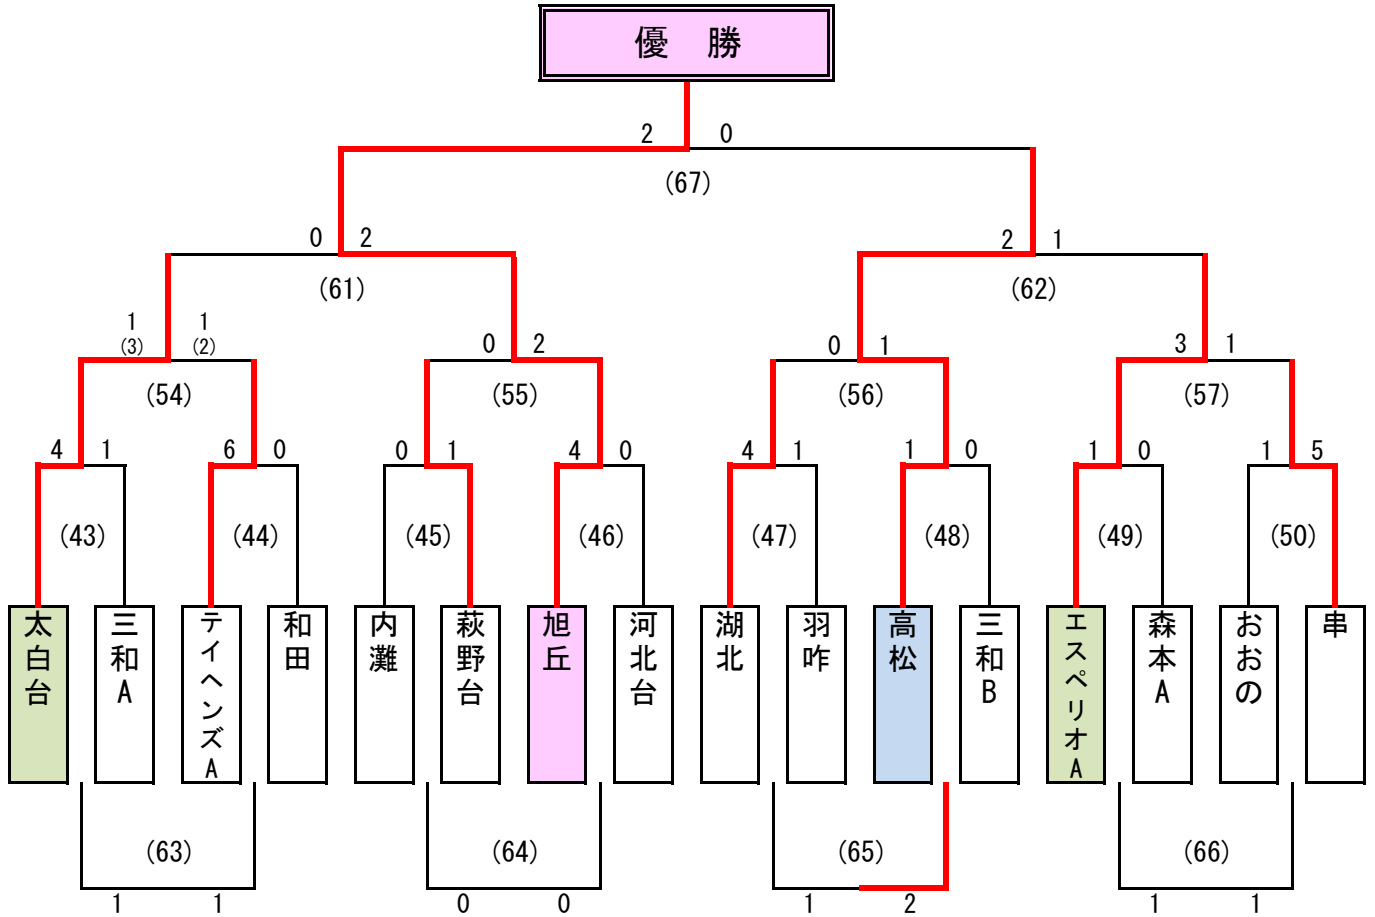 優 勝
2 0
(67)
0 2
2 1
(61)
(62)
1 1
(3) (2)
0 2
0 1
3 1
(54)
(55)
(56)
(57)
4 1
6 0
0 1
4 0
4 1
1 0
1 0
1 5
(43)
(44)
(45)
(46)
(47)
(48)
(49)
(50)
太白台
三和A
テイヘンズA
和田
内灘
萩野台
旭丘
河北台
湖北
羽咋
高松
三和B
エスペリオA
森本A
おおの
串
(63)
(64)
(65)
(66)
1 1
0 0
1 2
1 1